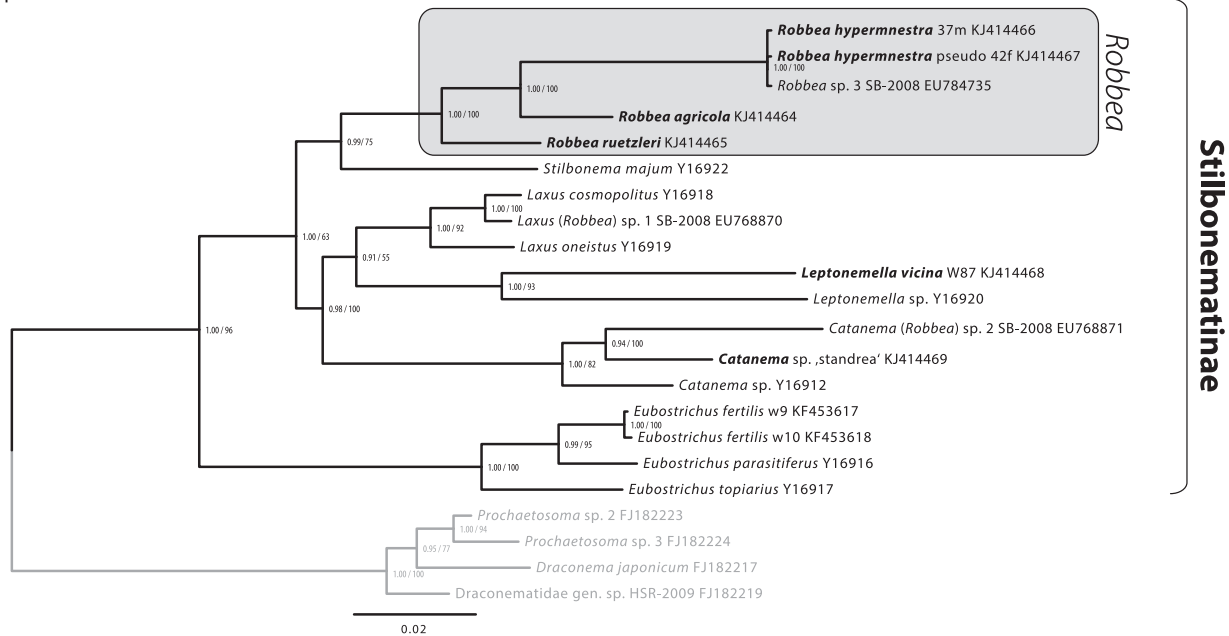 Robbea hypermnestra 37m KJ414466
Robbea hypermnestra pseudo 42f KJ414467
1.00 / 100
Robbea sp. 3 SB-2008 EU784735
1.00 / 100
Robbea agricola KJ414464
1.00 / 100
Robbea ruetzleri KJ414465
Robbea
0.99/ 75
Stilbonema majum Y16922
Laxus cosmopolitus Y16918
1.00 / 100
Laxus (Robbea) sp. 1 SB-2008 EU768870
1.00 / 92
Laxus oneistus Y16919
1.00 / 63
0.91 / 55
Leptonemella vicina W87 KJ414468
1.00 / 93
Leptonemella sp. Y16920
0.98 / 100
Catanema (Robbea) sp. 2 SB-2008 EU768871
0.94 / 100
Catanema sp. ‚standrea‘ KJ414469
1.00 / 82
Catanema sp. Y16912
1.00 / 96
Eubostrichus fertilis w9 KF453617
1.00 / 100
Eubostrichus fertilis w10 KF453618
0.99 / 95
Eubostrichus parasitiferus Y16916
1.00 / 100
Eubostrichus topiarius Y16917
Stilbonematinae
Prochaetosoma sp. 2 FJ182223
1.00 / 94
Prochaetosoma sp. 3 FJ182224
0.95 / 77
Draconema japonicum FJ182217
1.00 / 100
Draconematidae gen. sp. HSR-2009 FJ182219
0.02